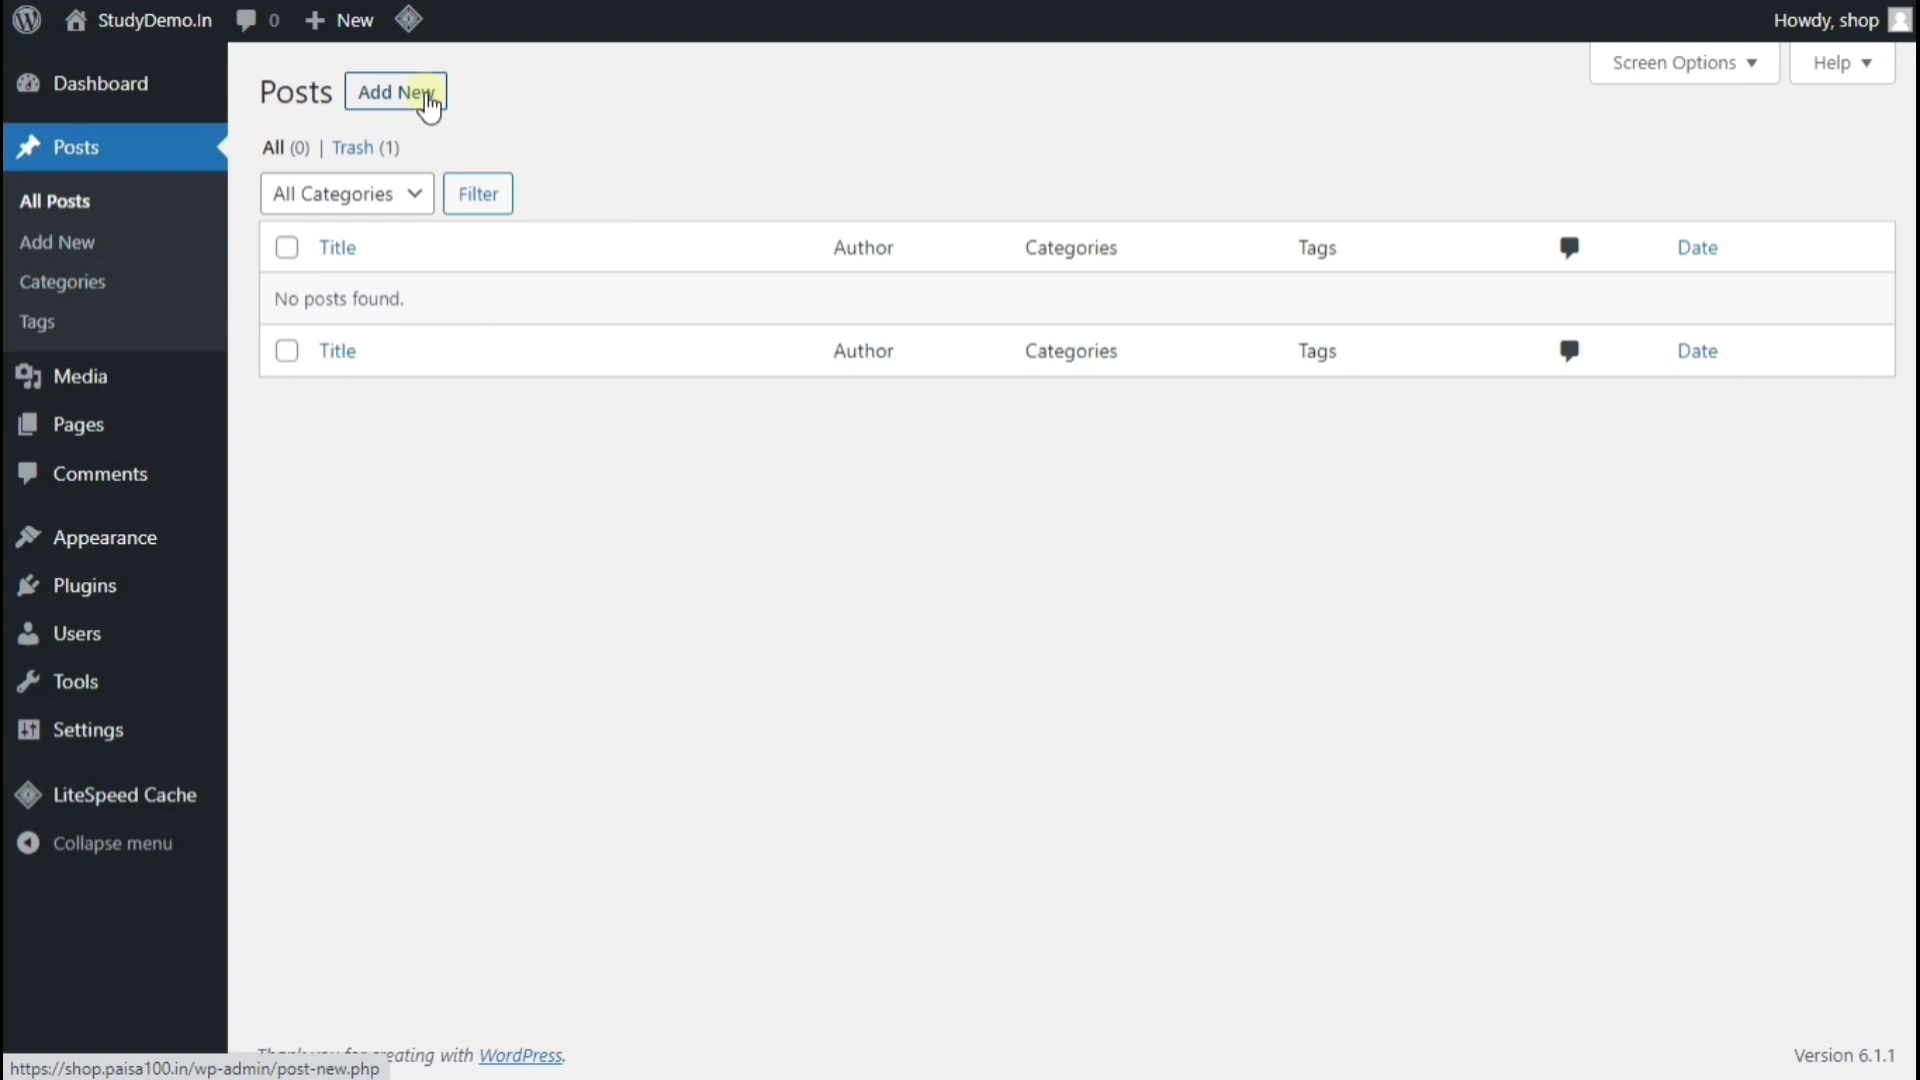 StudyDemo.In 0 New
Howdy, shop
Dashboard
Posts
All Posts
Add New
Categories
Tags
Media
Pages
Comments
Appearance
Plugins
Users
Tools
Settings
LiteSpeed Cache
Collapse menu
Screen Options Help
Posts Add New
All (0) | Trash (1)
All Categories Filter
Title Author Categories Tags Date
No posts found.
Title Author Categories Tags Date
creating with WordPress.
Version 6.1.1
https://shop.paisa100.in/wp-admin/post-new.php